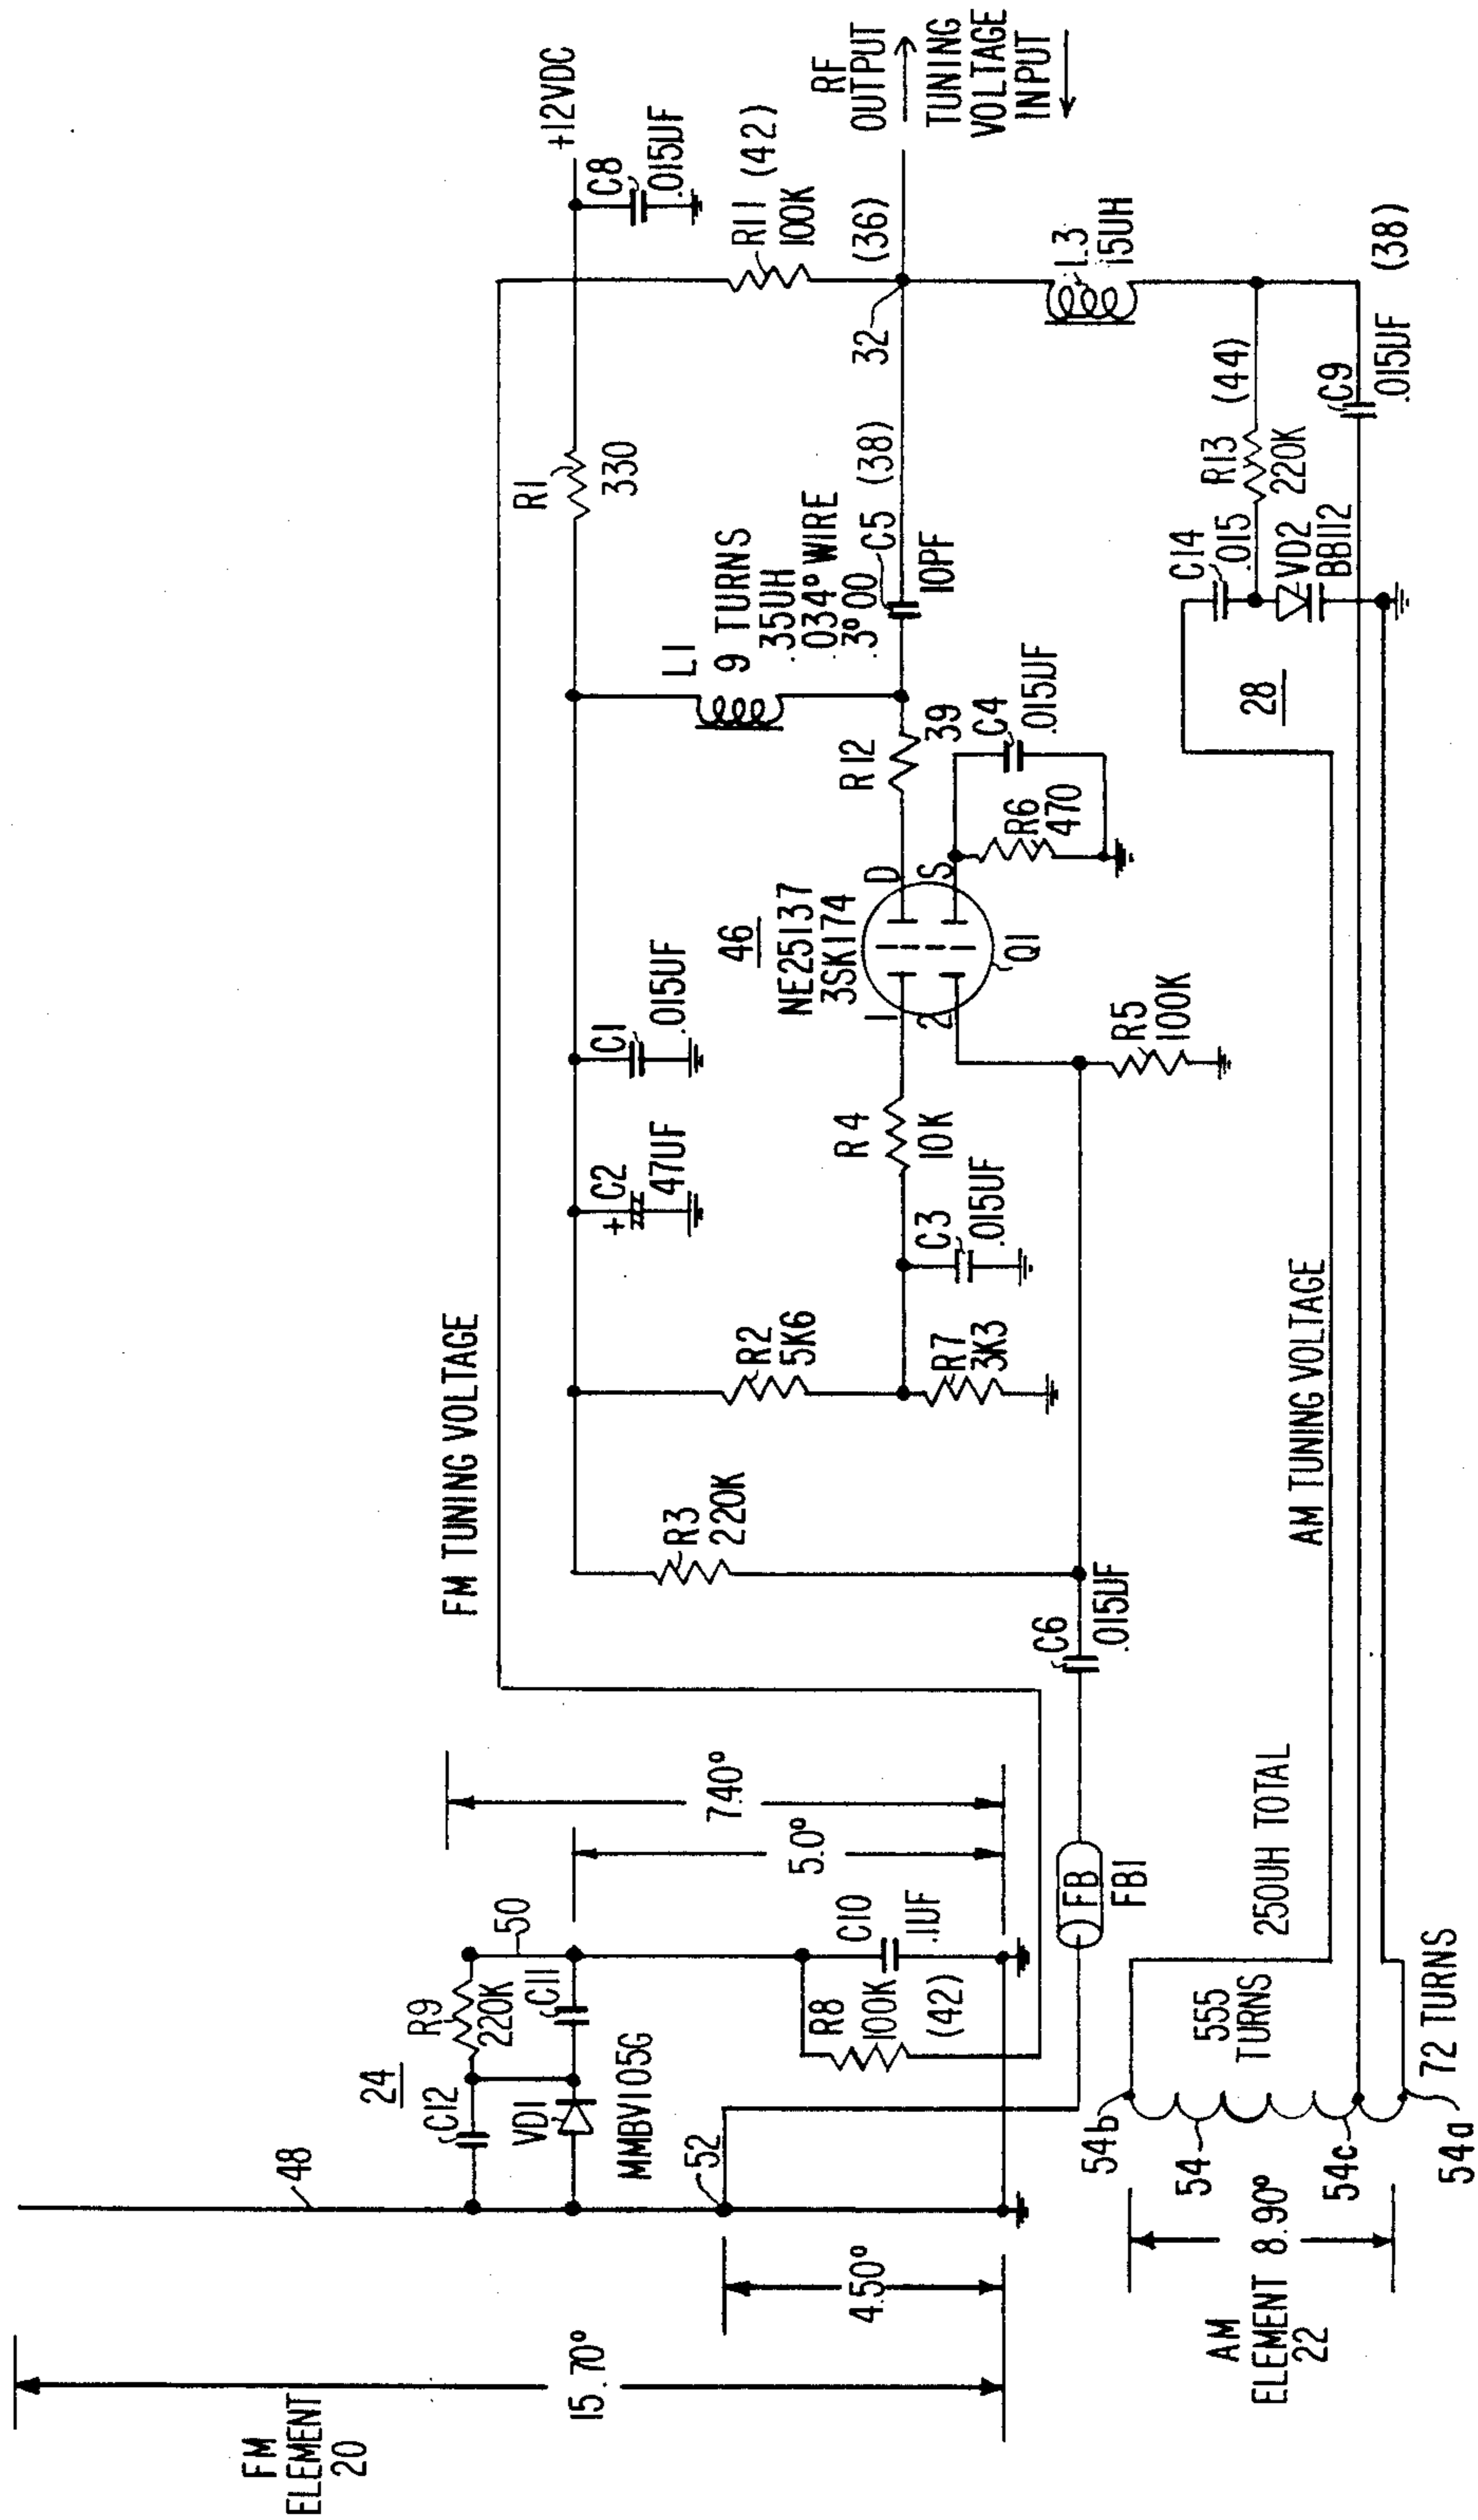 FM TUNING VOLTAGE
+12VDC
R1
330
C8
.015UF
C2
+
47UF
C1
.015UF
R11 (42)
100K
L1
9 TURNS
.35UH
.034° WIRE
.3° 00
R3
220K
R2
5K6
R7
3K3
C3
.015UF
R4
10K
46
NE25137
3SK174
1
2
D
S
Q1
R12
39
C5 (38)
10PF
32
(36)
RF
OUTPUT
TUNING
VOLTAGE
INPUT
R6
470
C4
.015UF
R5
100K
L3
15UH
C6
.015UF
FB
FB1
FM
ELEMENT
20
15.70°
4.50°
48
24
C12
R9
220K
50
VD1
C11
MMBV105G
52
R8
100K
(42)
C10
.1UF
5.0°
7.40°
AM TUNING VOLTAGE
28
C14
.015
R13
(44)
220K
VD2
BB112
C9
.015UF
(38)
AM
ELEMENT 8.90°
22
54b
54
54c
54a
555
TURNS
250UH TOTAL
72 TURNS